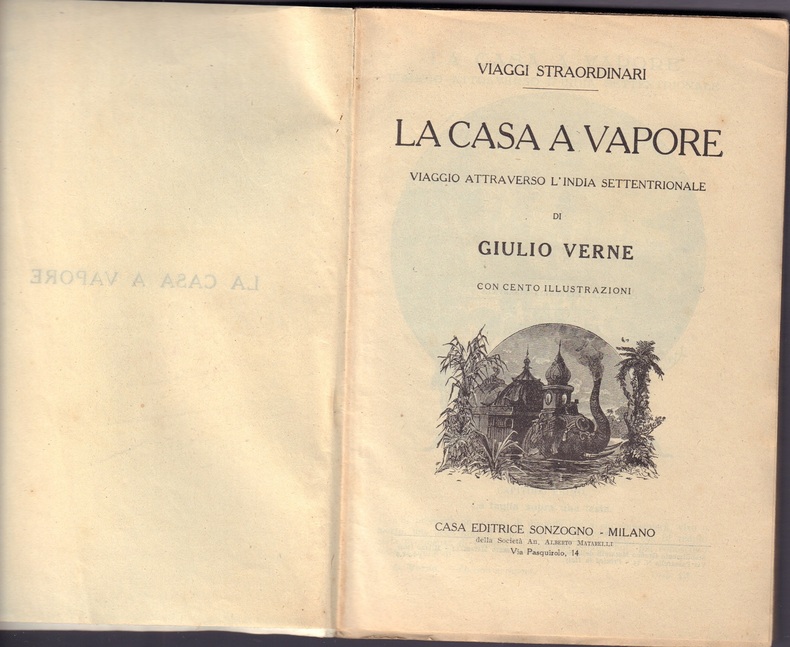 LA CASA A VAPORE
VIAGGI STRAORDINARI
LA CASA A VAPORE
VIAGGIO ATTRAVERSO L'INDIA SETTENTRIONALE
DI
GIULIO VERNE
CON CENTO ILLUSTRAZIONI
CASA EDITRICE SONZOGNO - MILANO
della Società An. ALBERTO MATARELLI
Via Pasquirolo, 14